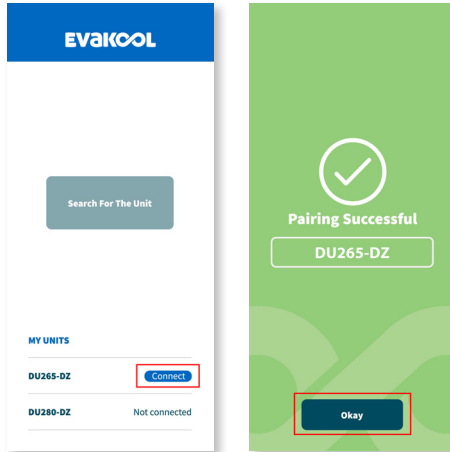 EVAKOOL
Search For The Unit
MY UNITS
DU265-DZ Connect
DU280-DZ Not connected
Pairing Successful
DU265-DZ
Okay